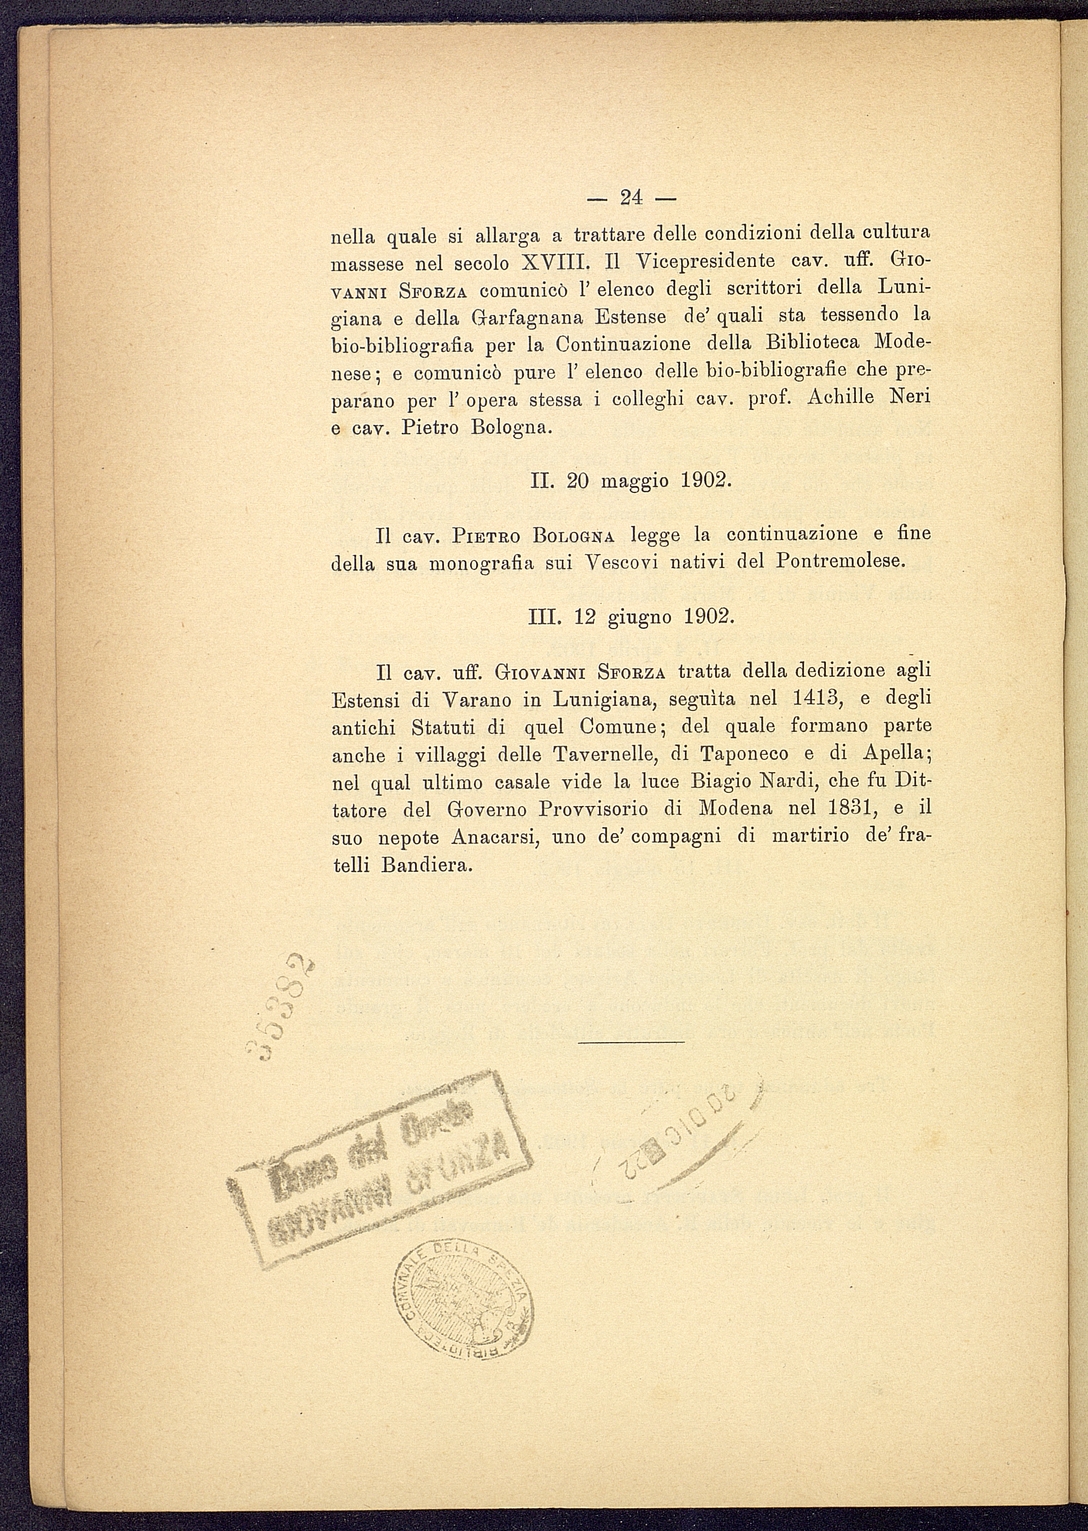 — 24 —
nella quale si allarga a trattare delle condizioni della cultura
massese nel secolo XVIII. Il Vicepresidente cav. uff. GIO-
VANNI SFORZA comunicò l' elenco degli scrittori della Luni-
giana e della Garfagnana Estense de' quali sta tessendo la
bio-bibliografia per la Continuazione della Biblioteca Mode-
nese; e comunicò pure l' elenco delle bio-bibliografie che pre-
parano per l' opera stessa i colleghi cav. prof. Achille Neri
e cav. Pietro Bologna.
II. 20 maggio 1902.
Il cav. PIETRO BOLOGNA legge la continuazione e fine
della sua monografia sui Vescovi nativi del Pontremolese.
III. 12 giugno 1902.
Il cav. uff. GIOVANNI SFORZA tratta della dedizione agli
Estensi di Varano in Lunigiana, seguìta nel 1413, e degli
antichi Statuti di quel Comune; del quale formano parte
anche i villaggi delle Tavernelle, di Taponeco e di Apella;
nel qual ultimo casale vide la luce Biagio Nardi, che fu Dit-
tatore del Governo Provvisorio di Modena nel 1831, e il
suo nepote Anacarsi, uno de' compagni di martirio de' fra-
telli Bandiera.
35382
Dono del
GIOVANNI SFORZA
20 DIC 22
BIBLIOTECA COMVNALE DELLA SPEZIA